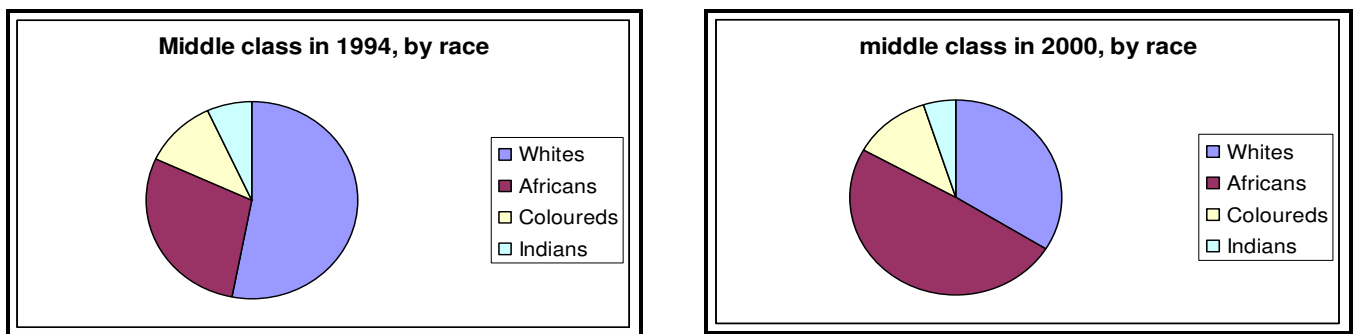 Middle class in 1994, by race
Whites
Africans
Coloureds
Indians
middle class in 2000, by race
Whites
Africans
Coloureds
Indians